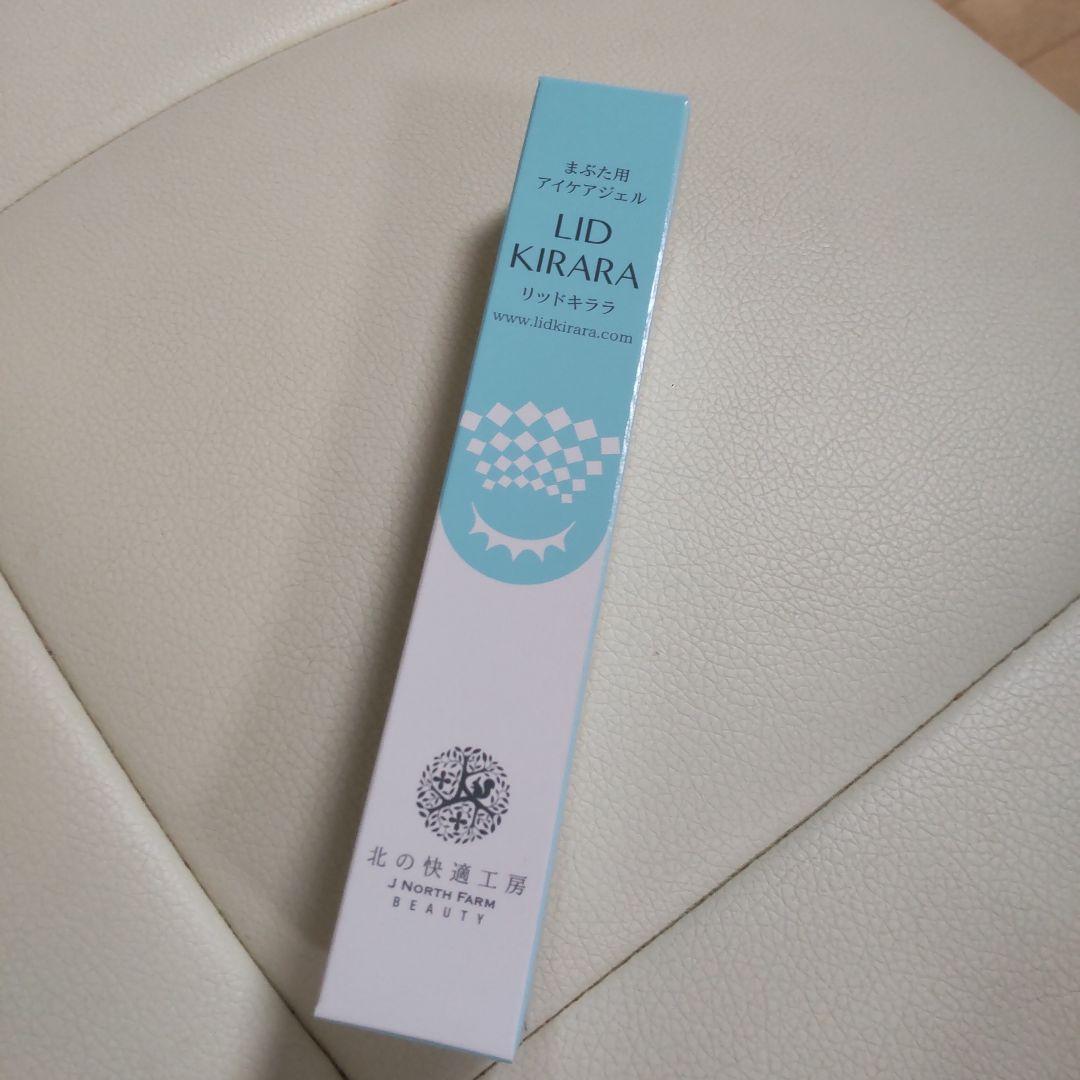 まぶた用
アイケアジェル
LID
KIRARA
リッドキララ
www.lidkirara.com
北の快適工房
J NORTH FARM
BEAUTY